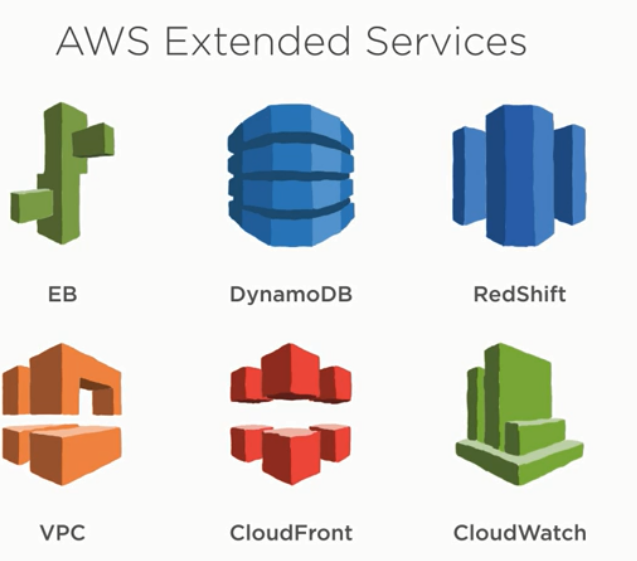 AWS Extended Services
EB
DynamoDB
RedShift
VPC
CloudFront
CloudWatch